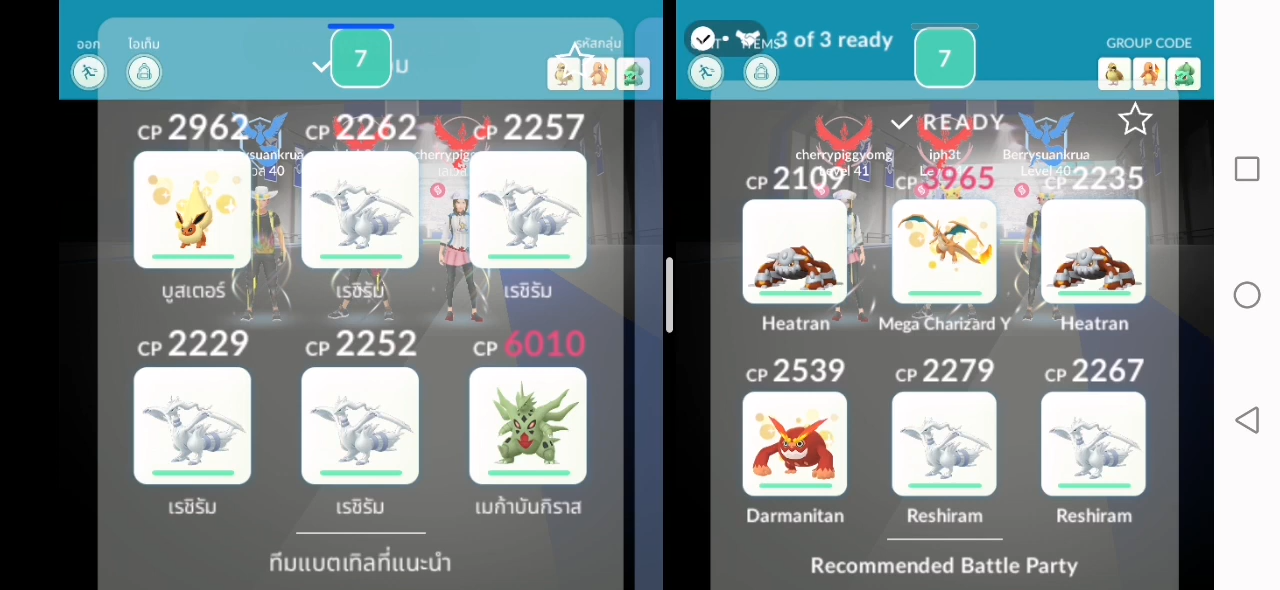 ออก
ไอเท็ม
7
รหัสกลุ่ม
CP 2962
CP 2262
CP 2257
Berrysuankrua
cherrypigg
40
บูสเตอร์
เรชิรัม
เรชิรัม
CP 2229
CP 2252
CP 6010
เรชิรัม
เรชิรัม
เมก้าบันกิราส
ทีมแบตเทิลที่แนะนำ
ITEMS
3 of 3 ready
7
GROUP CODE
READY
cherrypiggyomg
Level 41
iph3t
Le
Berrysuankrua
Level 40
CP 2109
CP 3965
CP 2235
Heatran
Mega Charizard Y
Heatran
CP 2539
CP 2279
CP 2267
Darmanitan
Reshiram
Reshiram
Recommended Battle Party